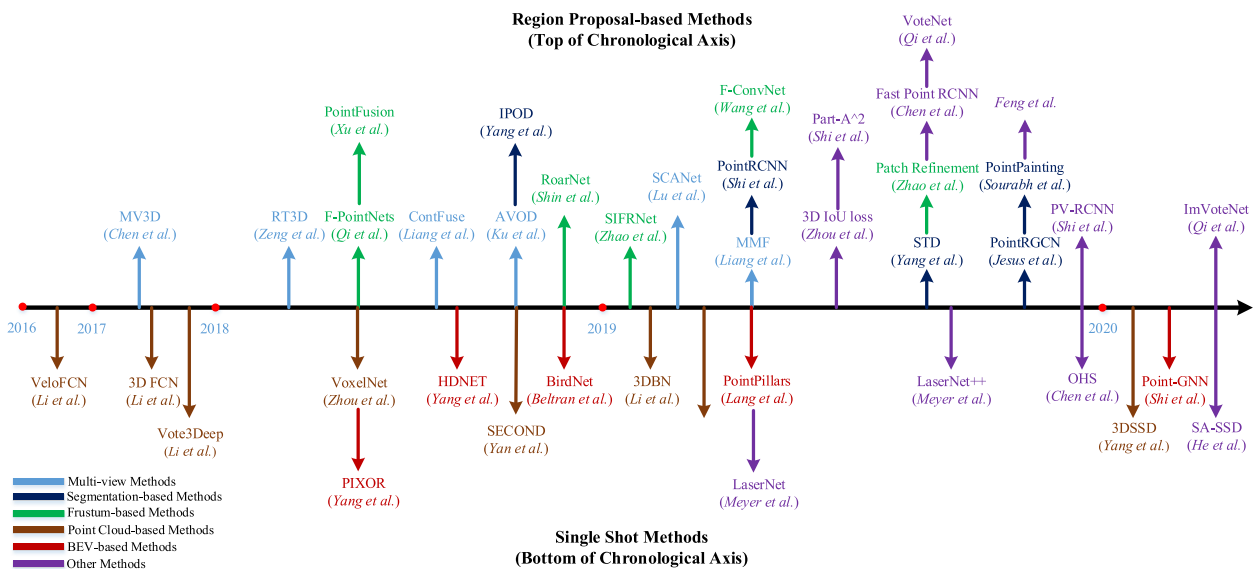 Region Proposal-based Methods
(Top of Chronological Axis)
VoteNet
(Qi et al.)
F-ConvNet
(Wang et al.)
Fast Point RCNN
(Chen et al.)
Feng et al.
PointFusion
(Xu et al.)
IPOD
(Yang et al.)
Part-A^2
(Shi et al.)
RoarNet
(Shin et al.)
SCANet
(Lu et al.)
PointRCNN
(Shi et al.)
Patch Refinement
(Zhao et al.)
PointPainting
(Sourabh et al.)
MV3D
(Chen et al.)
RT3D
(Zeng et al.)
F-PointNets
(Qi et al.)
ContFuse
(Liang et al.)
AVOD
(Ku et al.)
SIFRNet
(Zhao et al.)
MMF
(Liang et al.)
3D IoU loss
(Zhou et al.)
STD
(Yang et al.)
PointRGCN
(Jesus et al.)
PV-RCNN
(Shi et al.)
ImVoteNet
(Qi et al.)
2016
2017
2018
2019
2020
VeloFCN
(Li et al.)
3D FCN
(Li et al.)
Vote3Deep
(Li et al.)
VoxelNet
(Zhou et al.)
PIXOR
(Yang et al.)
HDNET
(Yang et al.)
SECOND
(Yan et al.)
BirdNet
(Beltran et al.)
3DBN
(Li et al.)
PointPillars
(Lang et al.)
LaserNet
(Meyer et al.)
LaserNet++
(Meyer et al.)
OHS
(Chen et al.)
3DSSD
(Yang et al.)
Point-GNN
(Shi et al.)
SA-SSD
(He et al.)
Multi-view Methods
Segmentation-based Methods
Frustum-based Methods
Point Cloud-based Methods
BEV-based Methods
Other Methods
Single Shot Methods
(Bottom of Chronological Axis)